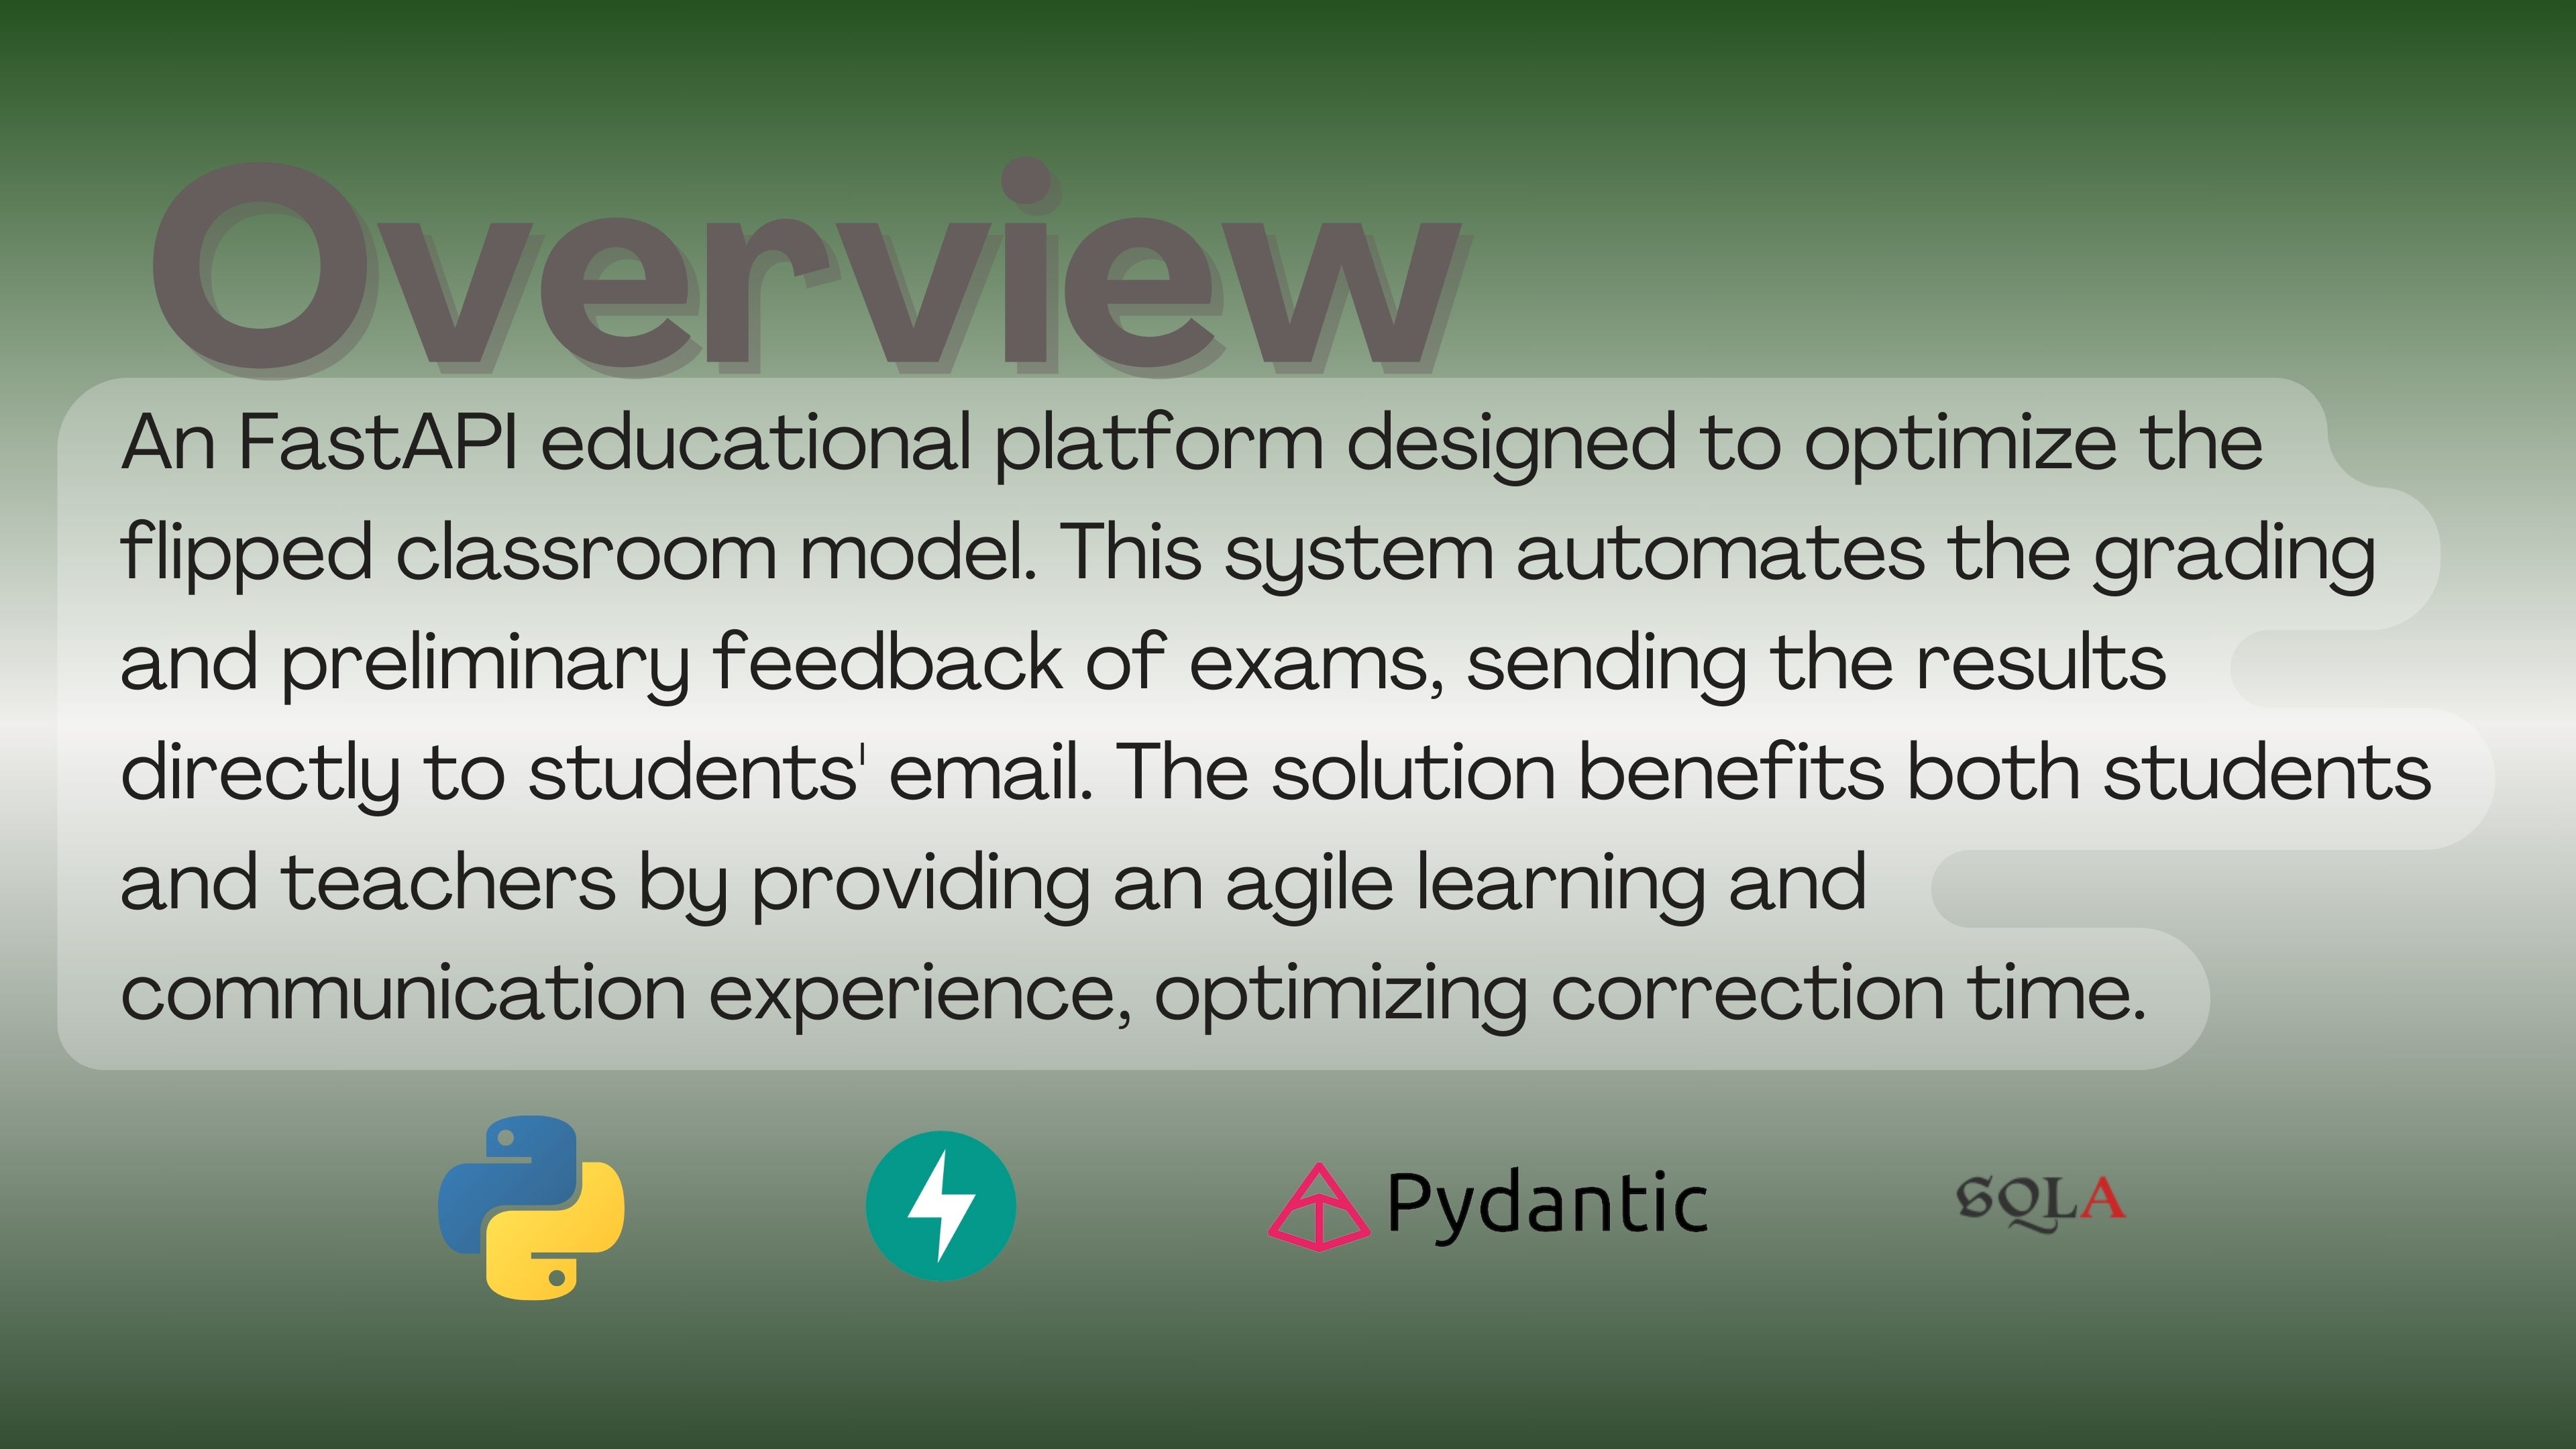 Overview
An FastAPI educational platform designed to optimize the
flipped classroom model. This system automates the grading
and preliminary feedback of exams, sending the results
directly to students' email. The solution benefits both students
and teachers by providing an agile learning and
communication experience, optimizing correction time.
Pydantic
SQLA